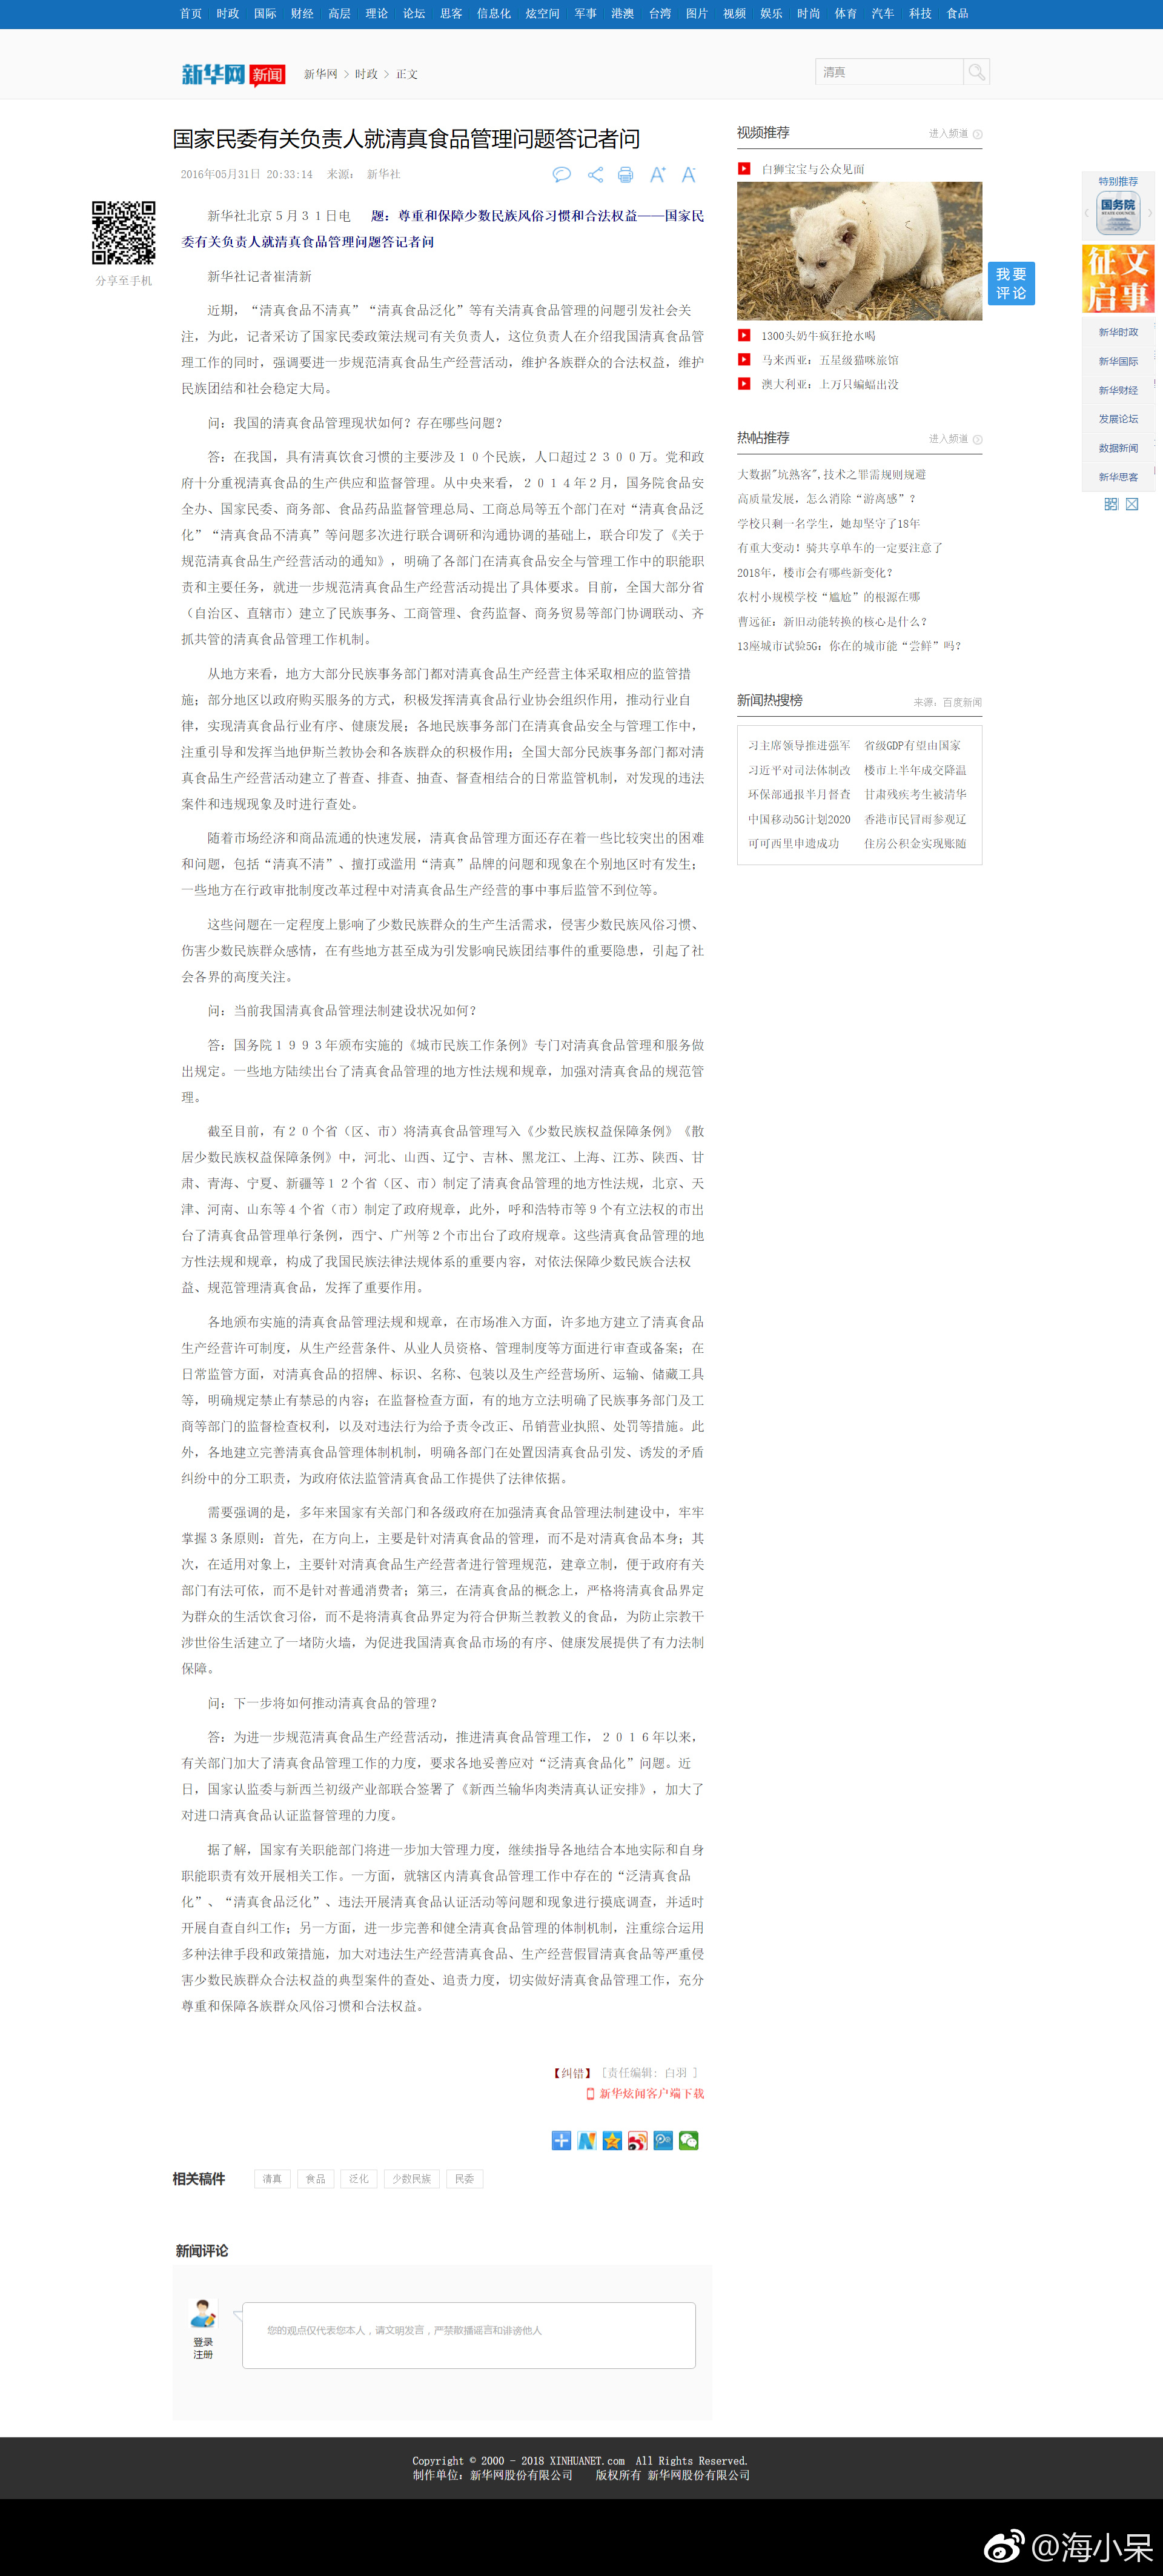 首页 时政 国际 财经 高层 理论 论坛 思客 信息化 炫空间 军事 港澳 台湾 图片 视频 娱乐 时尚 体育 汽车 科技 食品
新华网 新闻 新华网 > 时政 > 正文
清真
国家民委有关负责人就清真食品管理问题答记者问
2016年05月31日 20:33:14 来源： 新华社
分享至手机
新华社北京５月３１日电 题：尊重和保障少数民族风俗习惯和合法权益——国家民
委有关负责人就清真食品管理问题答记者问
新华社记者崔清新
近期，“清真食品不清真”“清真食品泛化”等有关清真食品管理的问题引发社会关
注，为此，记者采访了国家民委政策法规司有关负责人，这位负责人在介绍我国清真食品管
理工作的同时，强调要进一步规范清真食品生产经营活动，维护各族群众的合法权益，维护
民族团结和社会稳定大局。
问：我国的清真食品管理现状如何？存在哪些问题？
答：在我国，具有清真饮食习惯的主要涉及１０个民族，人口超过２３００万。党和政
府十分重视清真食品的生产供应和监督管理。从中央来看，２０１４年２月，国务院食品安
全办、国家民委、商务部、食品药品监督管理总局、工商总局等五个部门在对“清真食品泛
化”“清真食品不清真”等问题多次进行联合调研和沟通协调的基础上，联合印发了《关于
规范清真食品生产经营活动的通知》，明确了各部门在清真食品安全与管理工作中的职能职
责和主要任务，就进一步规范清真食品生产经营活动提出了具体要求。目前，全国大部分省
（自治区、直辖市）建立了民族事务、工商管理、食药监督、商务贸易等部门协调联动、齐
抓共管的清真食品管理工作机制。
从地方来看，地方大部分民族事务部门都对清真食品生产经营主体采取相应的监管措
施；部分地区以政府购买服务的方式，积极发挥清真食品行业协会组织作用，推动行业自
律，实现清真食品行业有序、健康发展；各地民族事务部门在清真食品安全与管理工作中，
注重引导和发挥当地伊斯兰教协会和各族群众的积极作用；全国大部分民族事务部门都对清
真食品生产经营活动建立了普查、排查、抽查、督查相结合的日常监管机制，对发现的违法
案件和违规现象及时进行查处。
随着市场经济和商品流通的快速发展，清真食品管理方面还存在着一些比较突出的困难
和问题，包括“清真不清”、擅打或滥用“清真”品牌的问题和现象在个别地区时有发生；
一些地方在行政审批制度改革过程中对清真食品生产经营的事中事后监管不到位等。
这些问题在一定程度上影响了少数民族群众的生产生活需求，侵害少数民族风俗习惯、
伤害少数民族群众感情，在有些地方甚至成为引发影响民族团结事件的重要隐患，引起了社
会各界的高度关注。
问：当前我国清真食品管理法制建设状况如何？
答：国务院１９９３年颁布实施的《城市民族工作条例》专门对清真食品管理和服务做
出规定。一些地方陆续出台了清真食品管理的地方性法规和规章，加强对清真食品的规范管
理。
截至目前，有２０个省（区、市）将清真食品管理写入《少数民族权益保障条例》《散
居少数民族权益保障条例》中，河北、山西、辽宁、吉林、黑龙江、上海、江苏、陕西、甘
肃、青海、宁夏、新疆等１２个省（区、市）制定了清真食品管理的地方性法规，北京、天
津、河南、山东等４个省（市）制定了政府规章，此外，呼和浩特市等９个有立法权的市出
台了清真食品管理单行条例，西宁、广州等２个市出台了政府规章。这些清真食品管理的地
方性法规和规章，构成了我国民族法律法规体系的重要内容，对依法保障少数民族合法权
益、规范管理清真食品，发挥了重要作用。
各地颁布实施的清真食品管理法规和规章，在市场准入方面，许多地方建立了清真食品
生产经营许可制度，从生产经营条件、从业人员资格、管理制度等方面进行审查或备案；在
日常监管方面，对清真食品的招牌、标识、名称、包装以及生产经营场所、运输、储藏工具
等，明确规定禁止有禁忌的内容；在监督检查方面，有的地方立法明确了民族事务部门及工
商等部门的监督检查权利，以及对违法行为给予责令改正、吊销营业执照、处罚等措施。此
外，各地建立完善清真食品管理体制机制，明确各部门在处置因清真食品引发、诱发的矛盾
纠纷中的分工职责，为政府依法监管清真食品工作提供了法律依据。
需要强调的是，多年来国家有关部门和各级政府在加强清真食品管理法制建设中，牢牢
掌握３条原则：首先，在方向上，主要是针对清真食品的管理，而不是对清真食品本身；其
次，在适用对象上，主要针对清真食品生产经营者进行管理规范，建章立制，便于政府有关
部门有法可依，而不是针对普通消费者；第三，在清真食品的概念上，严格将清真食品界定
为群众的生活饮食习俗，而不是将清真食品界定为符合伊斯兰教教义的食品，为防止宗教干
涉世俗生活建立了一堵防火墙，为促进我国清真食品市场的有序、健康发展提供了有力法制
保障。
问：下一步将如何推动清真食品的管理？
答：为进一步规范清真食品生产经营活动，推进清真食品管理工作，２０１６年以来，
有关部门加大了清真食品管理工作的力度，要求各地妥善应对“泛清真食品化”问题。近
日，国家认监委与新西兰初级产业部联合签署了《新西兰输华肉类清真认证安排》，加大了
对进口清真食品认证监督管理的力度。
据了解，国家有关职能部门将进一步加大管理力度，继续指导各地结合本地实际和自身
职能职责有效开展相关工作。一方面，就辖区内清真食品管理工作中存在的“泛清真食品
化”、“清真食品泛化”、违法开展清真食品认证活动等问题和现象进行摸底调查，并适时
开展自查自纠工作；另一方面，进一步完善和健全清真食品管理的体制机制，注重综合运用
多种法律手段和政策措施，加大对违法生产经营清真食品、生产经营假冒清真食品等严重侵
害少数民族群众合法权益的典型案件的查处、追责力度，切实做好清真食品管理工作，充分
尊重和保障各族群众风俗习惯和合法权益。
【纠错】 [责任编辑: 白羽 ]
新华炫闻客户端下载
相关稿件 清真 食品 泛化 少数民族 民委
新闻评论
登录
注册
您的观点仅代表您本人，请文明发言，严禁散播谣言和诽谤他人
视频推荐 进入频道
白狮宝宝与公众见面
1300头奶牛疯狂抢水喝
马来西亚：五星级猫咪旅馆
澳大利亚：上万只蝙蝠出没
热帖推荐 进入频道
大数据"坑熟客",技术之罪需规则规避
高质量发展，怎么消除“游离感”？
学校只剩一名学生，她却坚守了18年
有重大变动！骑共享单车的一定要注意了
2018年，楼市会有哪些新变化？
农村小规模学校“尴尬”的根源在哪
曹远征：新旧动能转换的核心是什么？
13座城市试验5G：你在的城市能“尝鲜”吗？
新闻热搜榜 来源：百度新闻
习主席领导推进强军 省级GDP有望由国家
习近平对司法体制改 楼市上半年成交降温
环保部通报半月督查 甘肃残疾考生被清华
中国移动5G计划2020 香港市民冒雨参观辽
可可西里申遗成功 住房公积金实现账随
我要
评论
特别推荐
国务院
STATE COUNCIL
征文
启事
新华时政
新华国际
新华财经
发展论坛
数据新闻
新华思客
Copyright © 2000 - 2018 XINHUANET.com All Rights Reserved.
制作单位：新华网股份有限公司 版权所有 新华网股份有限公司
@海小呆